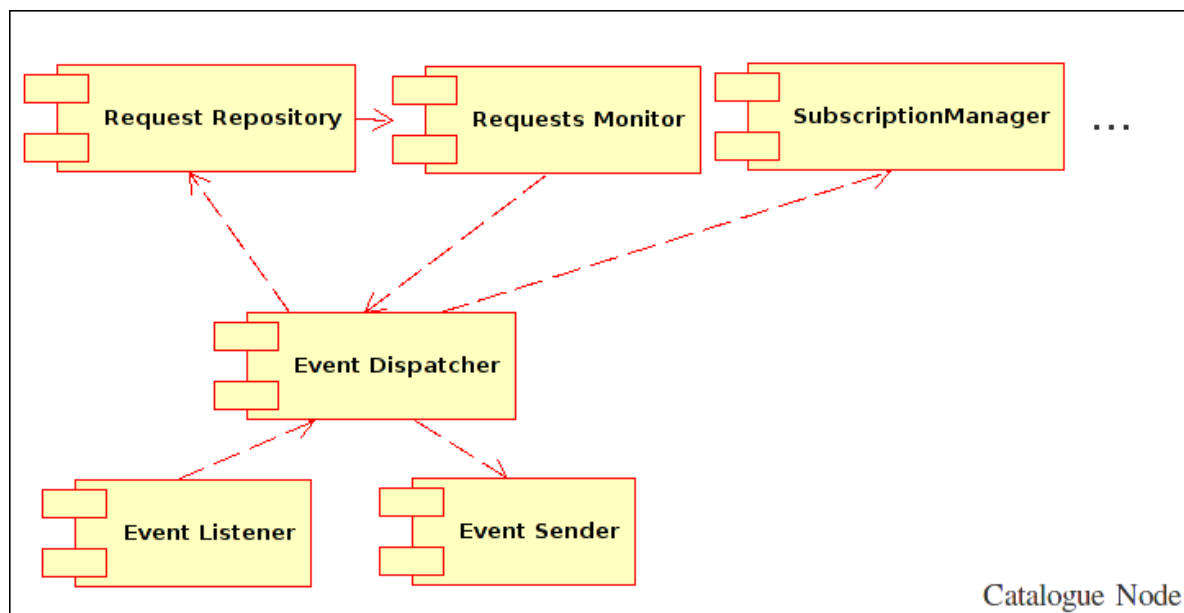 Request Repository
Requests Monitor
SubscriptionManager
...
Event Dispatcher
Event Listener
Event Sender
Catalogue Node